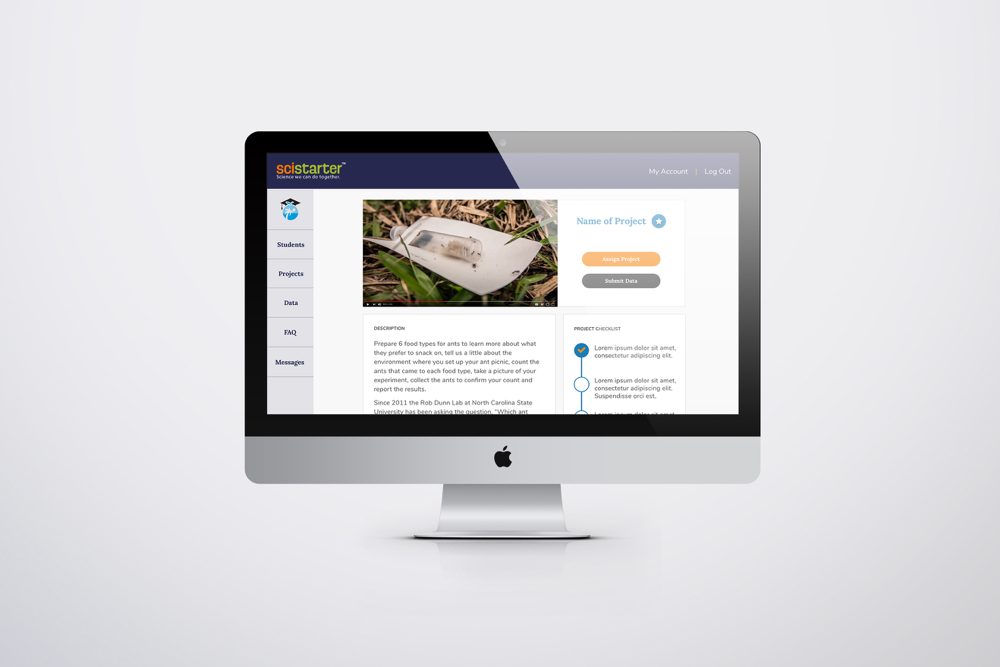 scistarter™
Science we can do together.
My Account | Log Out
Students
Projects
Data
FAQ
Messages
Name of Project
Assign Project
Submit Data
DESCRIPTION
Prepare 6 food types for ants to learn more about what
they prefer to snack on, tell us a little about the
environment where you set up your ant picnic, count the
ants that came to each food type, take a picture of your
experiment, collect the ants to confirm your count and
report the results.
Since 2011 the Rob Dunn Lab at North Carolina State
University has been asking the question, "Which ant
PROJECT CHECKLIST
Lorem ipsum dolor sit amet,
consectetur adipiscing elit.
Lorem ipsum dolor sit amet,
consectetur adipiscing elit.
Suspendisse orci est,
Lorem ipsum dolor sit amet,